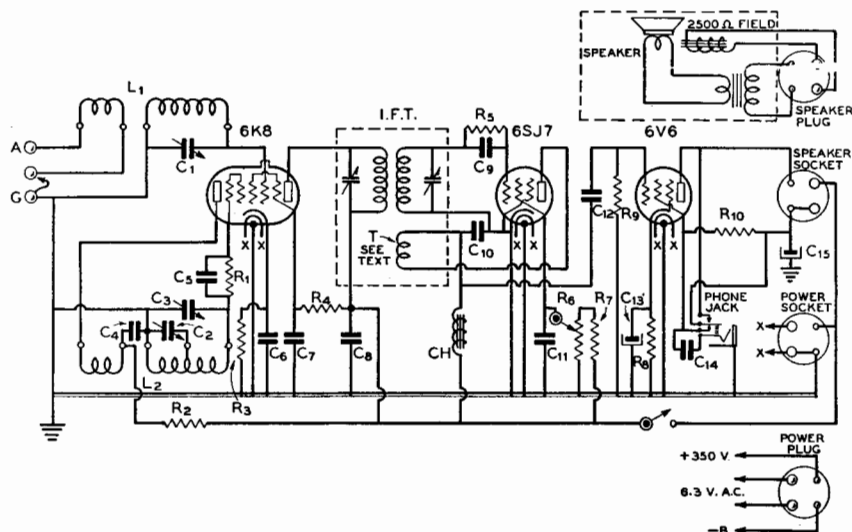 2500 Ω FIELD
SPEAKER
SPEAKER PLUG
L1
6K8
I.F.T.
R5
6SJ7
6V6
SPEAKER SOCKET
A
C1
C9
G
C12
R9
R10
X X
T
SEE TEXT
C10
X X
X X
C15
C5
R1
C3
R4
R6
R7
C13
PHONE JACK
POWER SOCKET
C4
C2
X
X
C6
C7
C8
CH
C11
R8
C14
L2
R3
R2
POWER PLUG
+350 V.
6.3 V. A.C.
-B